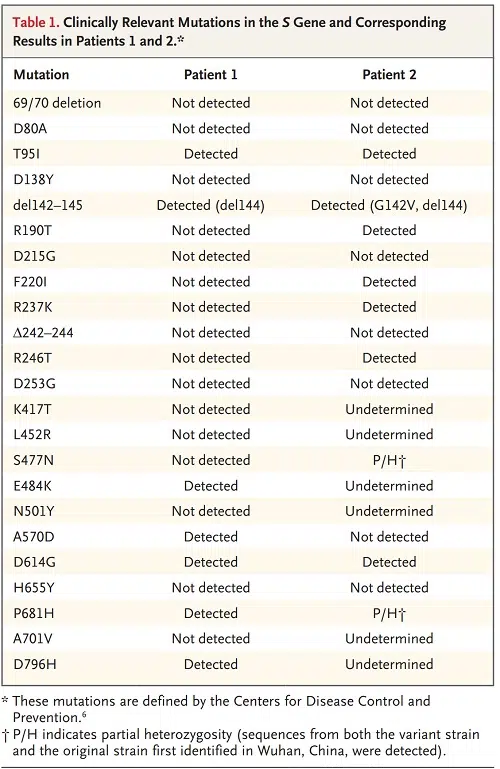 Table 1. Clinically Relevant Mutations in the S Gene and Corresponding
Results in Patients 1 and 2.*
Mutation Patient 1 Patient 2
69/70 deletion Not detected Not detected
D80A Not detected Not detected
T95I Detected Detected
D138Y Not detected Not detected
del142–145 Detected (del144) Detected (G142V, del144)
R190T Not detected Detected
D215G Not detected Not detected
F220I Not detected Detected
R237K Not detected Detected
Δ242–244 Not detected Not detected
R246T Not detected Detected
D253G Not detected Not detected
K417T Not detected Undetermined
L452R Not detected Undetermined
S477N Not detected P/H†
E484K Detected Undetermined
N501Y Not detected Undetermined
A570D Detected Not detected
D614G Detected Detected
H655Y Not detected Not detected
P681H Detected P/H†
A701V Not detected Undetermined
D796H Detected Undetermined
* These mutations are defined by the Centers for Disease Control and
Prevention.6
† P/H indicates partial heterozygosity (sequences from both the variant strain
and the original strain first identified in Wuhan, China, were detected).